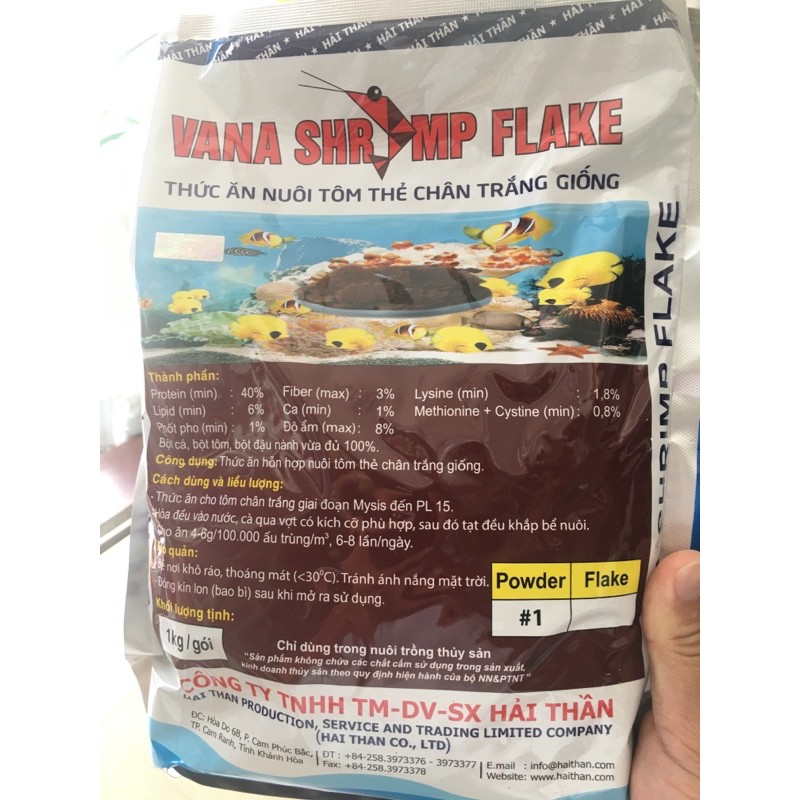 HẢI THẦN ★ HẢI THẦN ★ HẢI THẦN ★ HẢI THẦN ★ HẢI THẦN
VANA SHRIMP FLAKE
THỨC ĂN NUÔI TÔM THẺ CHÂN TRẮNG GIỐNG
SHRIMP FLAKE
Thành phần:
Protein (min) : 40% Fiber (max) : 3% Lysine (min) : 1,8%
Lipid (min) : 6% Ca (min) : 1% Methionine + Cystine (min) : 0,8%
Phốt pho (min) : 1% Độ ẩm (max) : 8%
Bột cá, bột tôm, bột đậu nành vừa đủ 100%.
Công dụng: Thức ăn hỗn hợp nuôi tôm thẻ chân trắng giống.
Cách dùng và liều lượng:
- Thức ăn cho tôm chân trắng giai đoạn Mysis đến PL 15.
- Hòa đều vào nước, cà qua vợt có kích cỡ phù hợp, sau đó tạt đều khắp bể nuôi.
Cho ăn 4-6g/100.000 ấu trùng/m³, 6-8 lần/ngày.
quản:
Để nơi khô ráo, thoáng mát (<30°C). Tránh ánh nắng mặt trời.
- Đóng kín lon (bao bì) sau khi mở ra sử dụng.
Khối lượng tịnh:
1kg/gói
Powder Flake
#1
Chỉ dùng trong nuôi trồng thủy sản
"Sản phẩm không chứa các chất cấm sử dụng trong sản xuất,
kinh doanh thủy sản theo quy định hiện hành của bộ NN&PTNT"
CÔNG TY TNHH TM-DV-SX HẢI THẦN
HAI THAN PRODUCTION, SERVICE AND TRADING LIMITED COMPANY
(HAI THAN CO., LTD)
ĐC: Hòa Do 6B, P. Cam Phúc Bắc,
TP. Cam Ranh, Tỉnh Khánh Hòa
ĐT : +84-258.3973376 - 3973377
Fax: +84-258.3973378
E.mail : info@haithan.com
Website: www.haithan.com